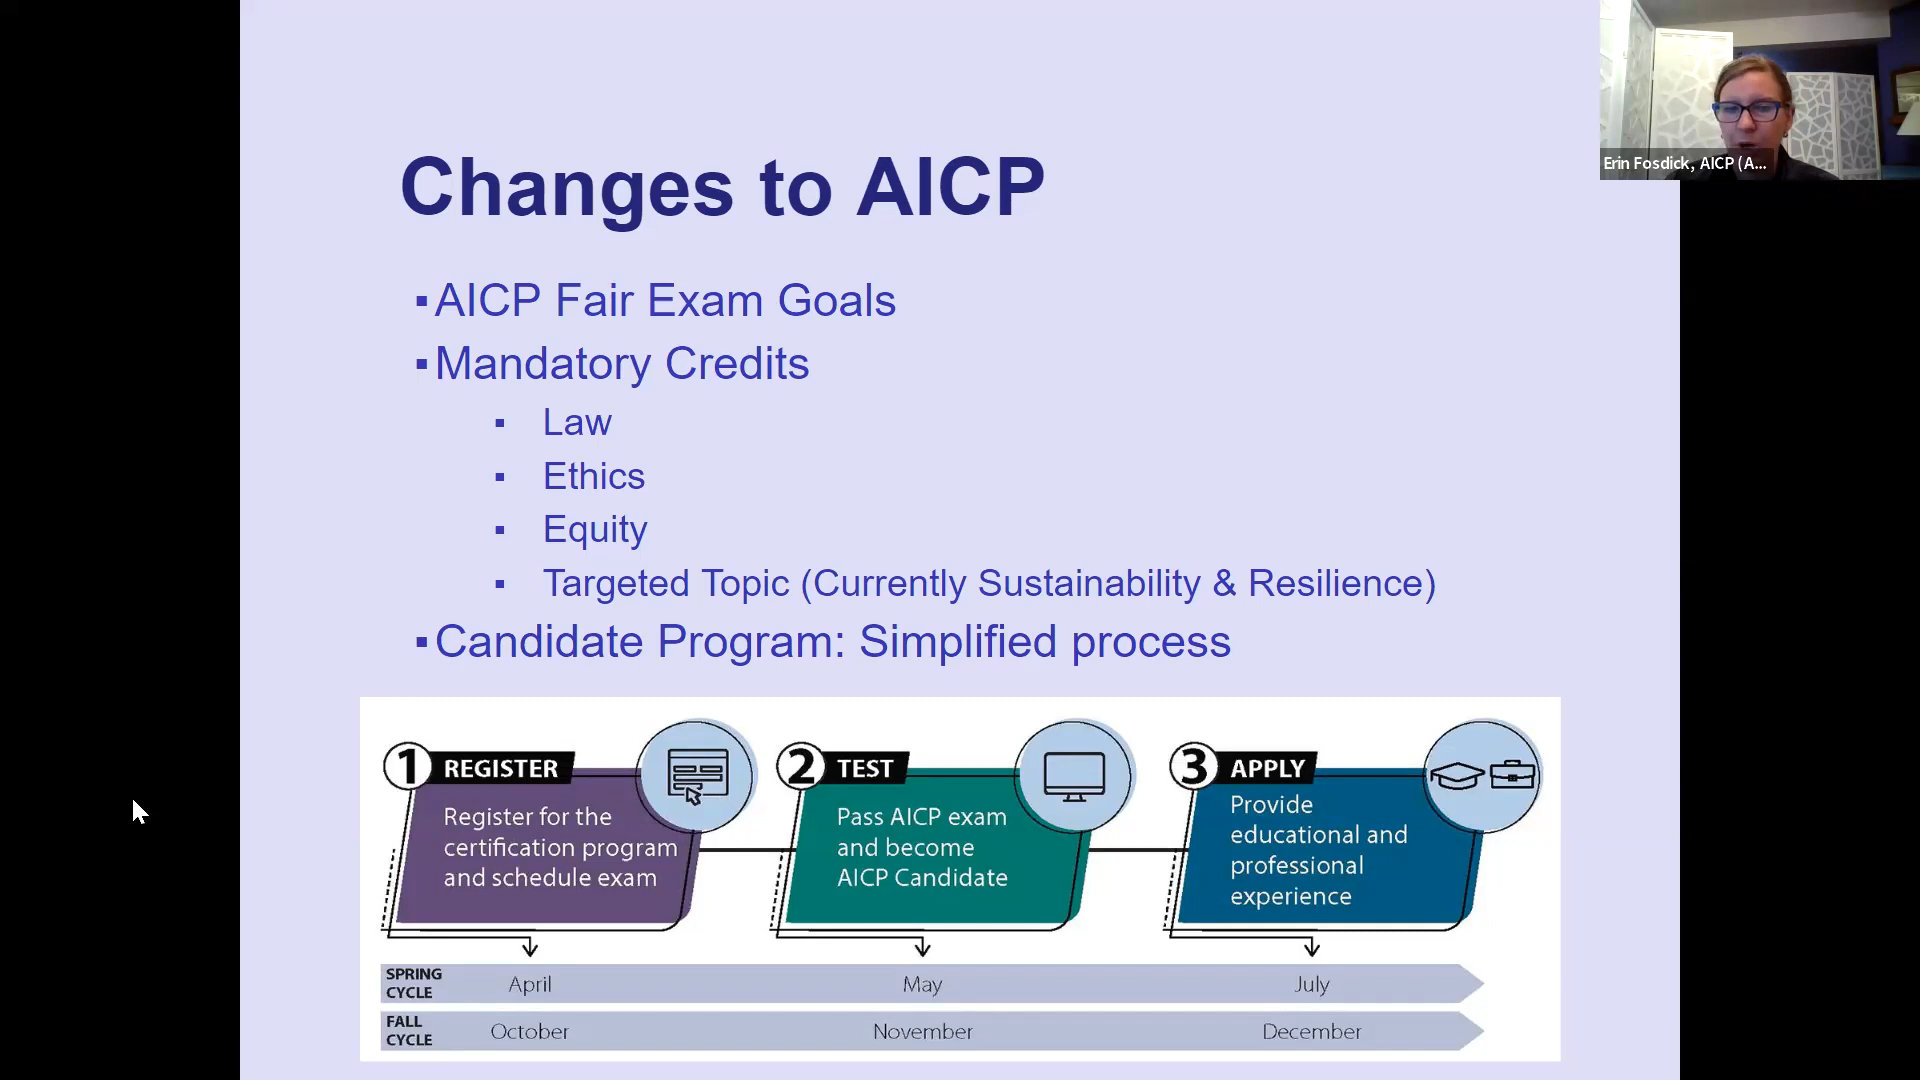 Erin Fosdick, AICP (A...
Changes to AICP
▪AICP Fair Exam Goals
▪Mandatory Credits
▪ Law
▪ Ethics
▪ Equity
▪ Targeted Topic (Currently Sustainability & Resilience)
▪Candidate Program: Simplified process
1 REGISTER
Register for the
certification program
and schedule exam
2 TEST
Pass AICP exam
and become
AICP Candidate
3 APPLY
Provide
educational and
professional
experience
SPRING
CYCLE
April
May
July
FALL
CYCLE
October
November
December